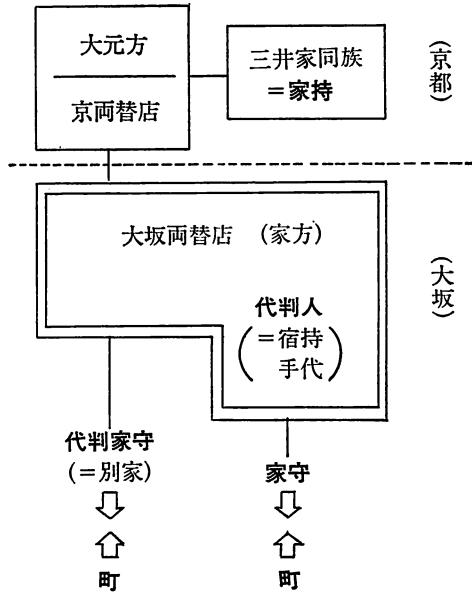 大元方
京両替店
三井家同族
=家持
(京都)
大坂両替店 (家方)
(大坂)
代判人
(=宿持
手代)
代判家守
(=別家)
家守
町
町